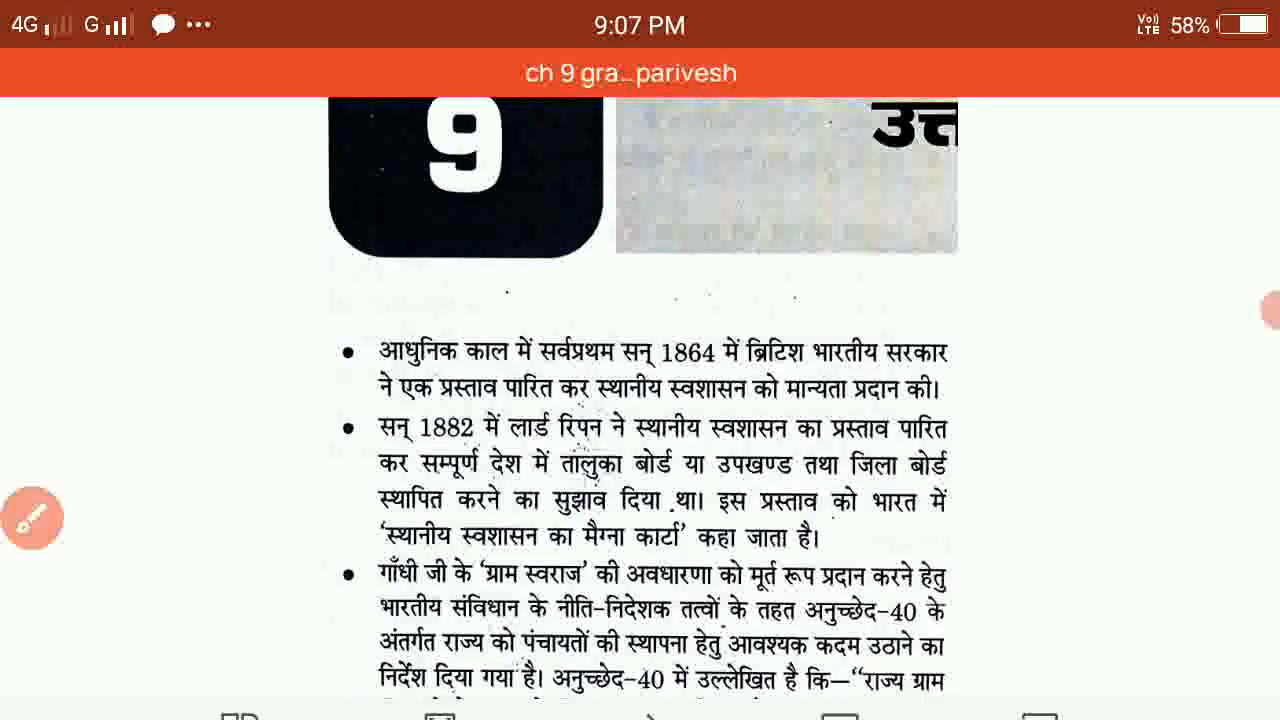 4G G 9:07 PM Vo)) LTE 58%
ch 9 gra_parivesh
9
उत्त
• आधुनिक काल में सर्वप्रथम सन् 1864 में ब्रिटिश भारतीय सरकार
ने एक प्रस्ताव पारित कर स्थानीय स्वशासन को मान्यता प्रदान की।
• सन् 1882 में लार्ड रिपन ने स्थानीय स्वशासन का प्रस्ताव पारित
कर सम्पूर्ण देश में तालुका बोर्ड या उपखण्ड तथा जिला बोर्ड
स्थापित करने का सुझाव दिया था। इस प्रस्ताव को भारत में
‘स्थानीय स्वशासन का मैग्ना कार्टा’ कहा जाता है।
• गाँधी जी के ‘ग्राम स्वराज’ की अवधारणा को मूर्त रूप प्रदान करने हेतु
भारतीय संविधान के नीति-निदेशक तत्वों के तहत अनुच्छेद-40 के
अंतर्गत राज्य को पंचायतों की स्थापना हेतु आवश्यक कदम उठाने का
निर्देश दिया गया है। अनुच्छेद-40 में उल्लेखित है कि—“राज्य ग्राम